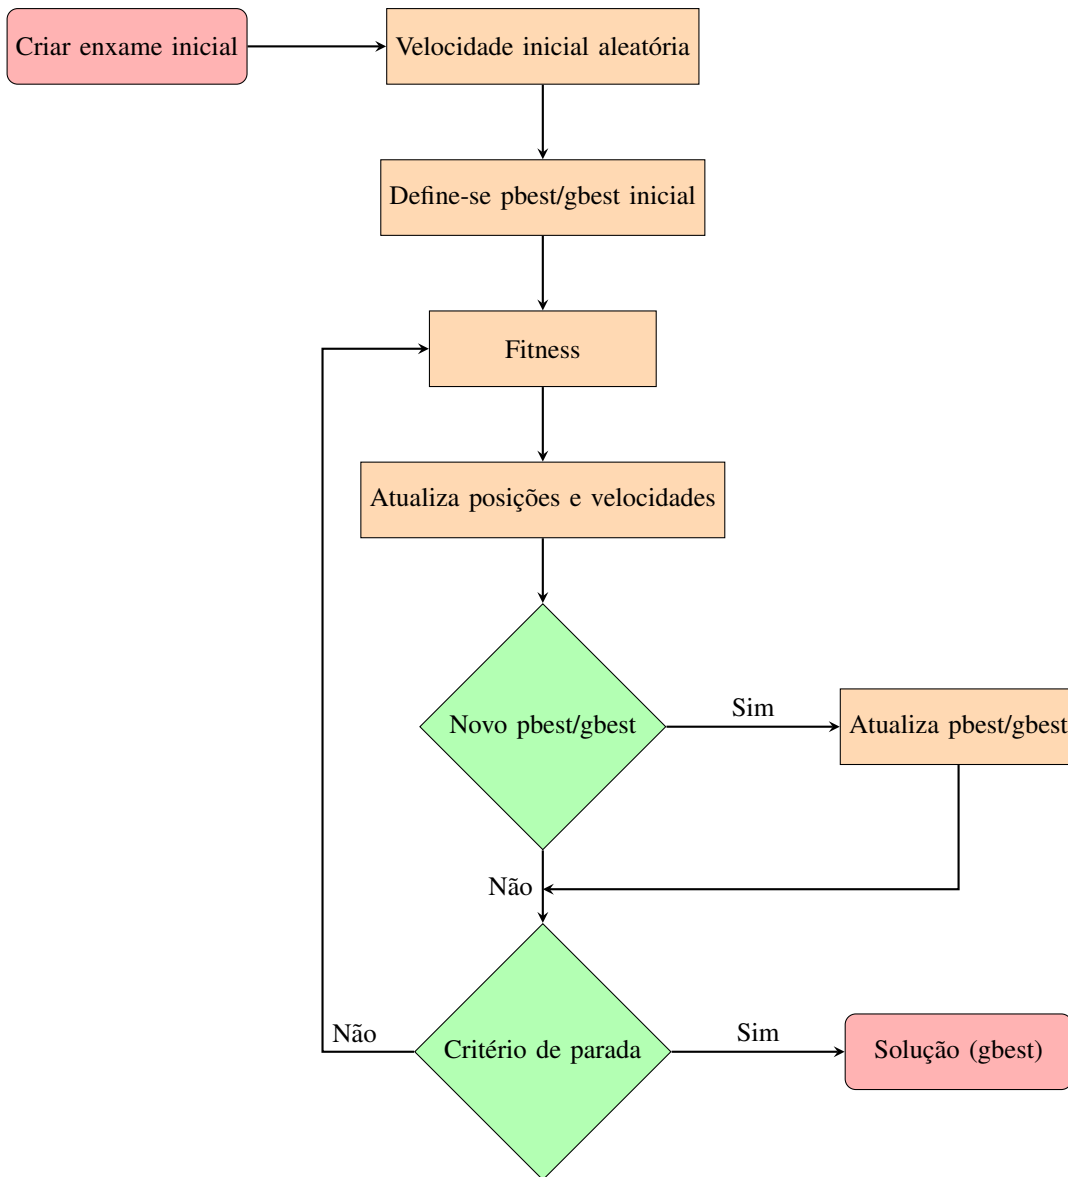 Criar enxame inicial
Velocidade inicial aleatória
Define-se pbest/gbest inicial
Fitness
Atualiza posições e velocidades
Novo pbest/gbest
Sim
Atualiza pbest/gbest
Não
Critério de parada
Não
Sim
Solução (gbest)